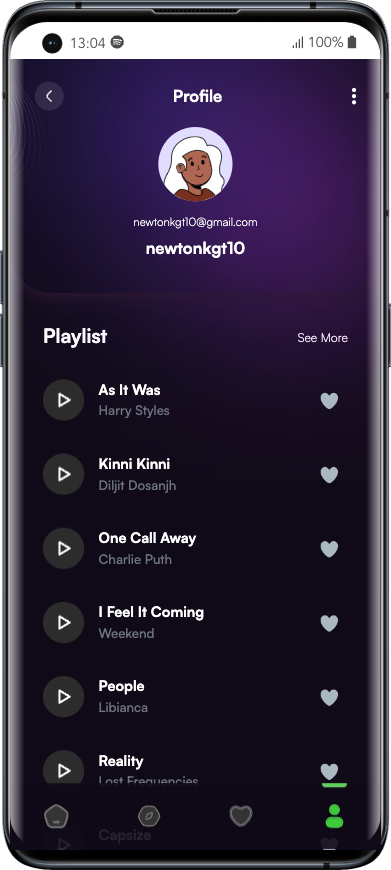 13:04
100%
Profile
newtonkgt10@gmail.com
newtonkgt10
Playlist
See More
As It Was
Harry Styles
Kinni Kinni
Diljit Dosanjh
One Call Away
Charlie Puth
I Feel It Coming
Weekend
People
Libianca
Reality
Lost Frequencies
Capsize